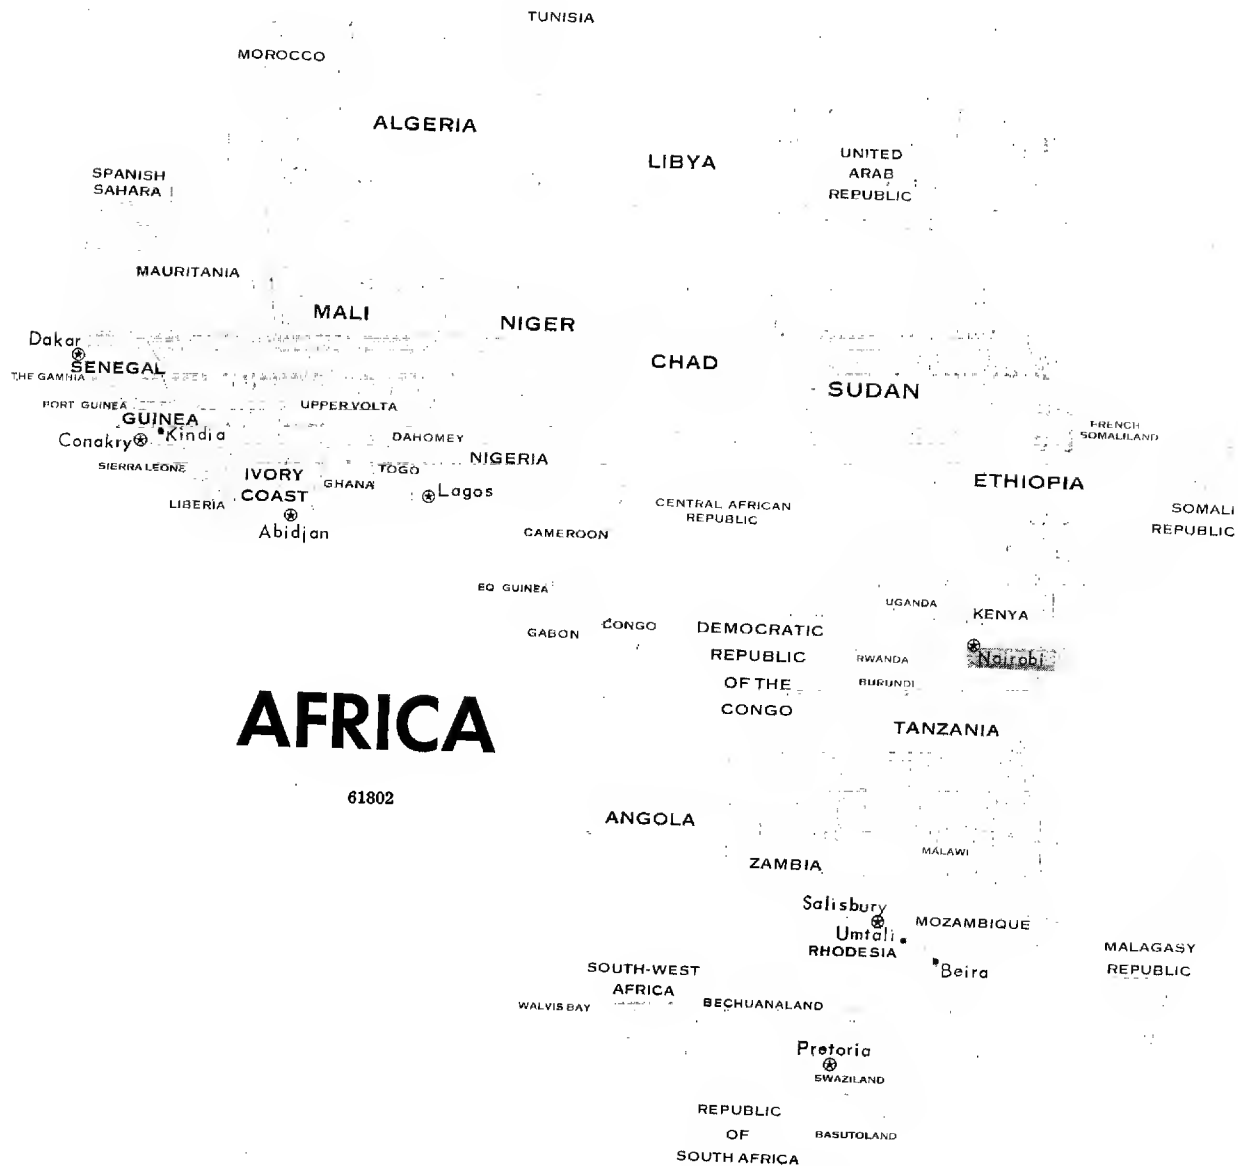 TUNISIA
MOROCCO
ALGERIA
LIBYA
UNITED
ARAB
REPUBLIC
SPANISH
SAHARA
MAURITANIA
MALI
NIGER
CHAD
SUDAN
Dakar
SENEGAL
THE GAMBIA
PORT GUINEA
UPPER VOLTA
GUINEA
Kindia
Conakry
DAHOMEY
FRENCH
SOMALILAND
SIERRA LEONE
IVORY
COAST
TOGO
GHANA
NIGERIA
Lagos
LIBERIA
Abidjan
CAMEROON
CENTRAL AFRICAN
REPUBLIC
ETHIOPIA
SOMALI
REPUBLIC
EQ GUINEA
GABON
CONGO
DEMOCRATIC
REPUBLIC
OF THE
CONGO
UGANDA
KENYA
Nairobi
RWANDA
BURUNDI
TANZANIA
AFRICA
61802
ANGOLA
ZAMBIA
MALAWI
Salisbury
Umtali
RHODESIA
MOZAMBIQUE
Beira
MALAGASY
REPUBLIC
SOUTH-WEST
AFRICA
WALVIS BAY
BECHUANALAND
Pretoria
SWAZILAND
REPUBLIC
OF
SOUTH AFRICA
BASUTOLAND